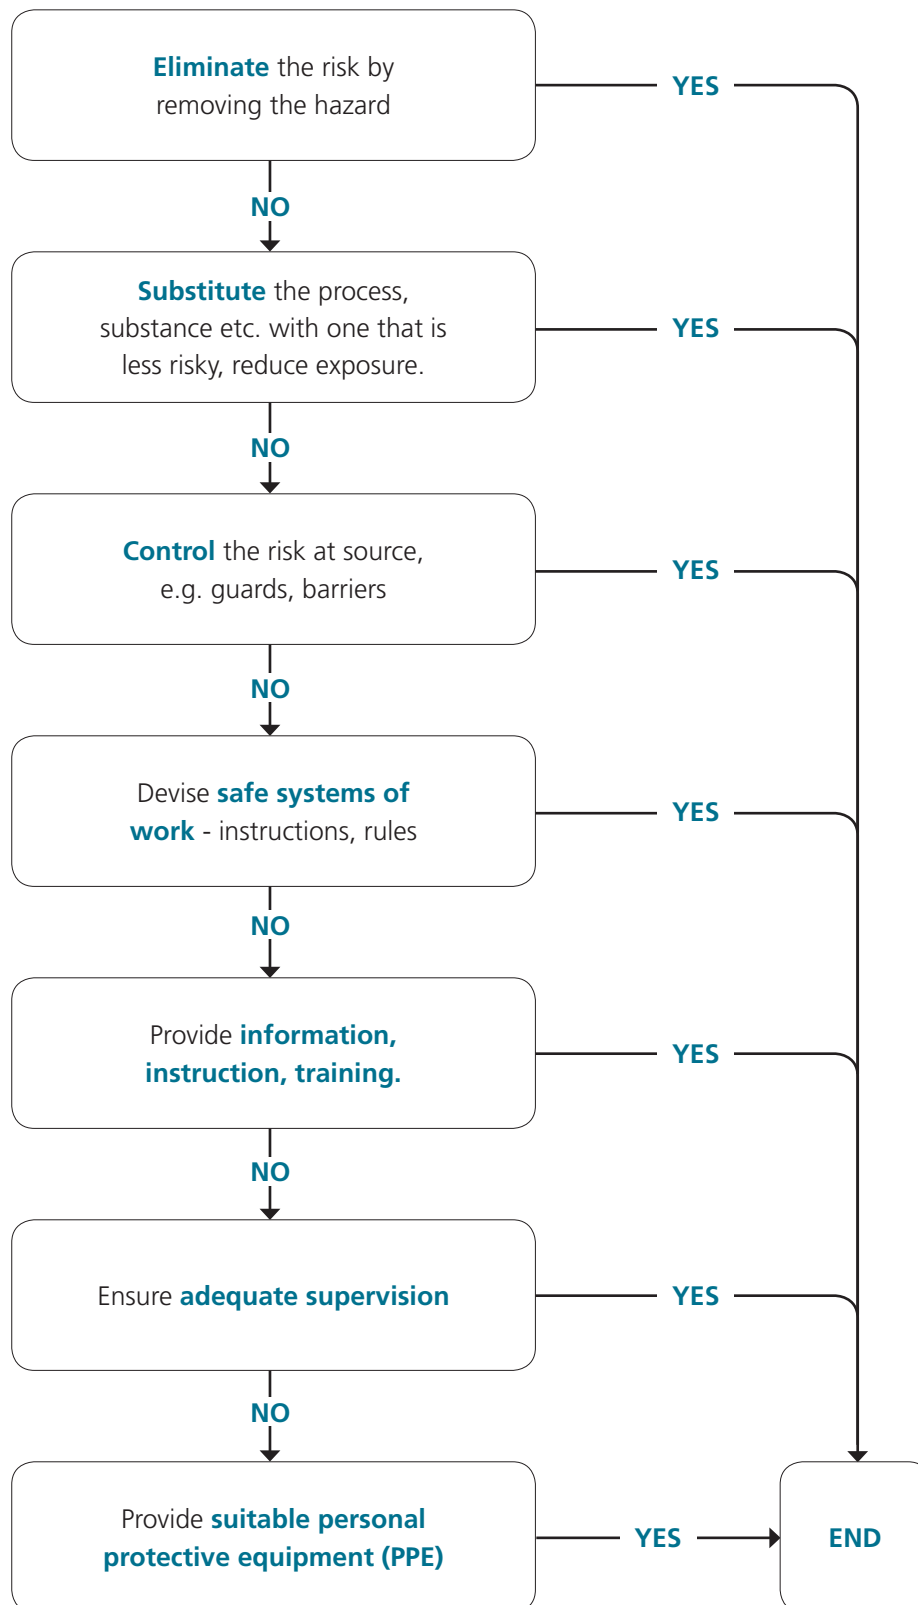 Eliminate the risk by
removing the hazard
YES
NO
Substitute the process,
substance etc. with one that is
less risky, reduce exposure.
YES
NO
Control the risk at source,
e.g. guards, barriers
YES
NO
Devise safe systems of
work - instructions, rules
YES
NO
Provide information,
instruction, training.
YES
NO
Ensure adequate supervision
YES
NO
Provide suitable personal
protective equipment (PPE)
YES
END